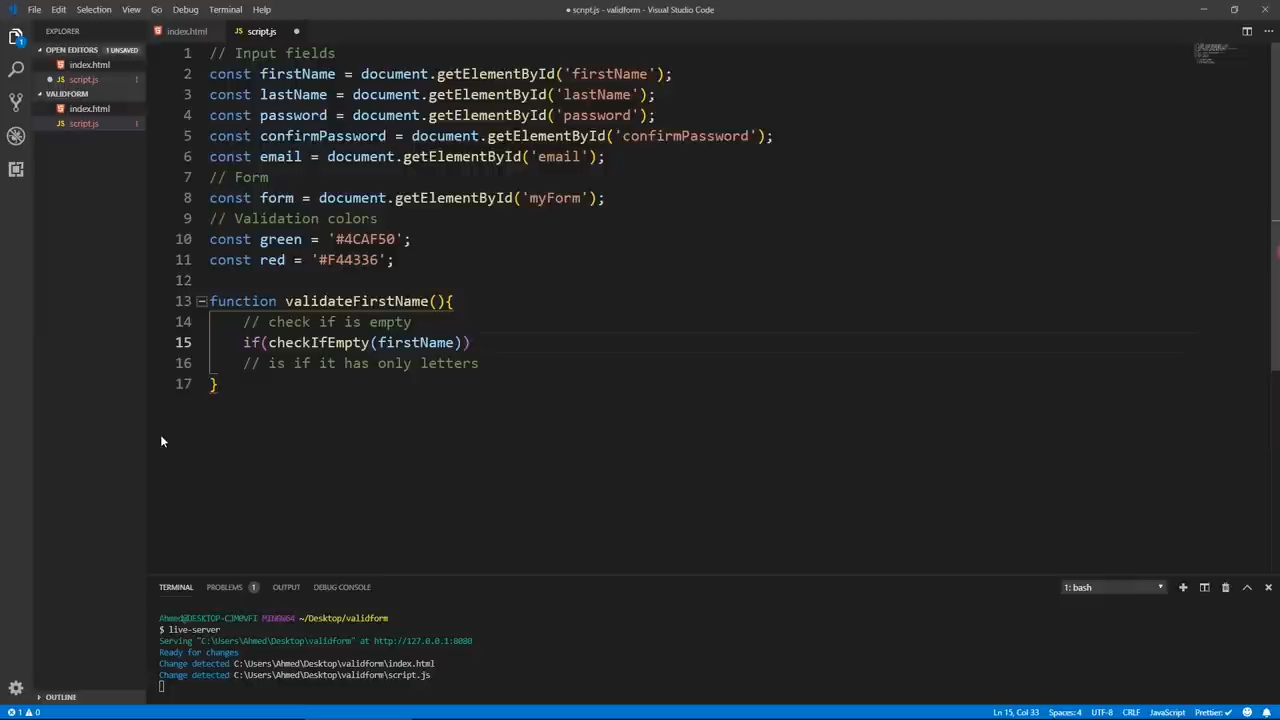 File Edit Selection View Go Debug Terminal Help
● script.js - validform - Visual Studio Code
EXPLORER
OPEN EDITORS 1 UNSAVED
index.html
JS script.js 1
VALIDFORM
index.html
JS script.js 1
OUTLINE
index.html JS script.js
1 // Input fields
2 const firstName = document.getElementById('firstName');
3 const lastName = document.getElementById('lastName');
4 const password = document.getElementById('password');
5 const confirmPassword = document.getElementById('confirmPassword');
6 const email = document.getElementById('email');
7 // Form
8 const form = document.getElementById('myForm');
9 // Validation colors
10 const green = '#4CAF50';
11 const red = '#F44336';
12
13 function validateFirstName(){
14 // check if is empty
15 if(checkIfEmpty(firstName))
16 // is if it has only letters
17 }
TERMINAL PROBLEMS 1 OUTPUT DEBUG CONSOLE 1: bash
Ahmed@DESKTOP-CJM0VFI MINGW64 ~/Desktop/validform
$ live-server
Serving "C:\Users\Ahmed\Desktop\validform" at http://127.0.0.1:8080
Ready for changes
Change detected C:\Users\Ahmed\Desktop\validform\index.html
Change detected C:\Users\Ahmed\Desktop\validform\script.js
1 0 Ln 15, Col 33 Spaces: 4 UTF-8 CRLF JavaScript Prettier: ✓